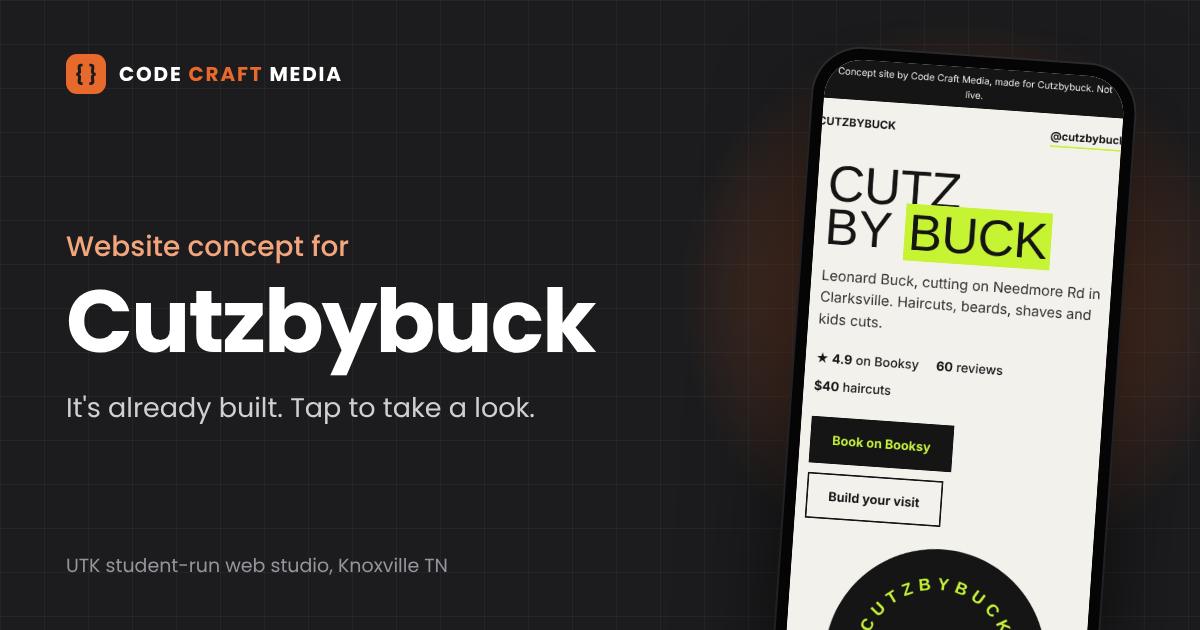 { } CODE CRAFT MEDIA
Website concept for
Cutzbybuck
It's already built. Tap to take a look.
UTK student-run web studio, Knoxville TN
Concept site by Code Craft Media, made for Cutzbybuck. Not
live.
CUTZBYBUCK
@cutzbybuck
CUTZ
BY BUCK
Leonard Buck, cutting on Needmore Rd in
Clarksville. Haircuts, beards, shaves and
kids cuts.
★ 4.9 on Booksy 60 reviews
$40 haircuts
Book on Booksy
Build your visit
CUTZBYBUCK